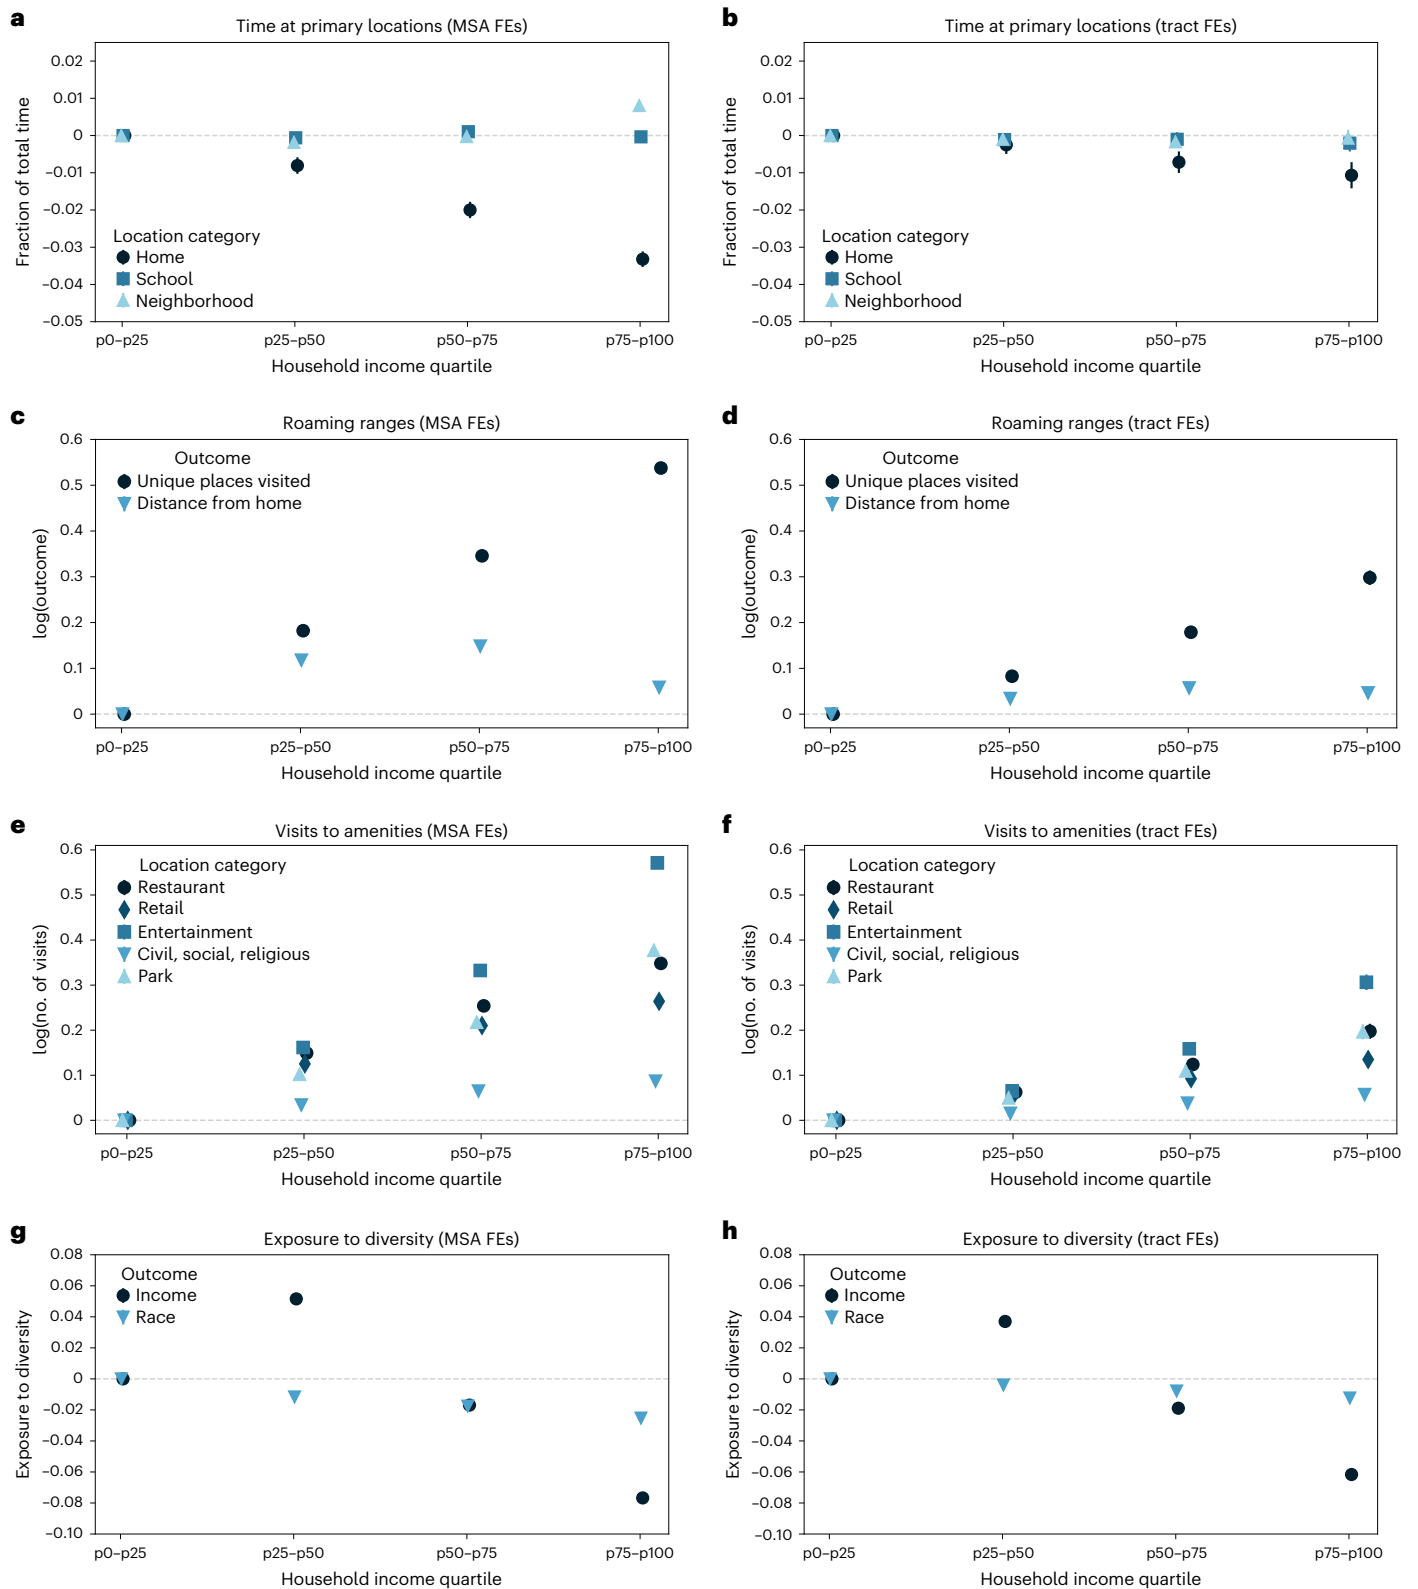 a
Time at primary locations (MSA FEs)
Fraction of total time
0.02
0.01
0
−0.01
−0.02
−0.03
−0.04
−0.05
Location category
Home
School
Neighborhood
p0–p25
p25–p50
p50–p75
p75–p100
Household income quartile
b
Time at primary locations (tract FEs)
Fraction of total time
0.02
0.01
0
−0.01
−0.02
−0.03
−0.04
−0.05
Location category
Home
School
Neighborhood
p0–p25
p25–p50
p50–p75
p75–p100
Household income quartile
c
Roaming ranges (MSA FEs)
log(outcome)
0.6
0.5
0.4
0.3
0.2
0.1
0
Outcome
Unique places visited
Distance from home
p0–p25
p25–p50
p50–p75
p75–p100
Household income quartile
d
Roaming ranges (tract FEs)
log(outcome)
0.6
0.5
0.4
0.3
0.2
0.1
0
Outcome
Unique places visited
Distance from home
p0–p25
p25–p50
p50–p75
p75–p100
Household income quartile
e
Visits to amenities (MSA FEs)
log(no. of visits)
0.6
0.5
0.4
0.3
0.2
0.1
0
Location category
Restaurant
Retail
Entertainment
Civil, social, religious
Park
p0–p25
p25–p50
p50–p75
p75–p100
Household income quartile
f
Visits to amenities (tract FEs)
log(no. of visits)
0.6
0.5
0.4
0.3
0.2
0.1
0
Location category
Restaurant
Retail
Entertainment
Civil, social, religious
Park
p0–p25
p25–p50
p50–p75
p75–p100
Household income quartile
g
Exposure to diversity (MSA FEs)
Exposure to diversity
0.08
0.06
0.04
0.02
0
−0.02
−0.04
−0.06
−0.08
−0.10
Outcome
Income
Race
p0–p25
p25–p50
p50–p75
p75–p100
Household income quartile
h
Exposure to diversity (tract FEs)
Exposure to diversity
0.08
0.06
0.04
0.02
0
−0.02
−0.04
−0.06
−0.08
−0.10
Outcome
Income
Race
p0–p25
p25–p50
p50–p75
p75–p100
Household income quartile